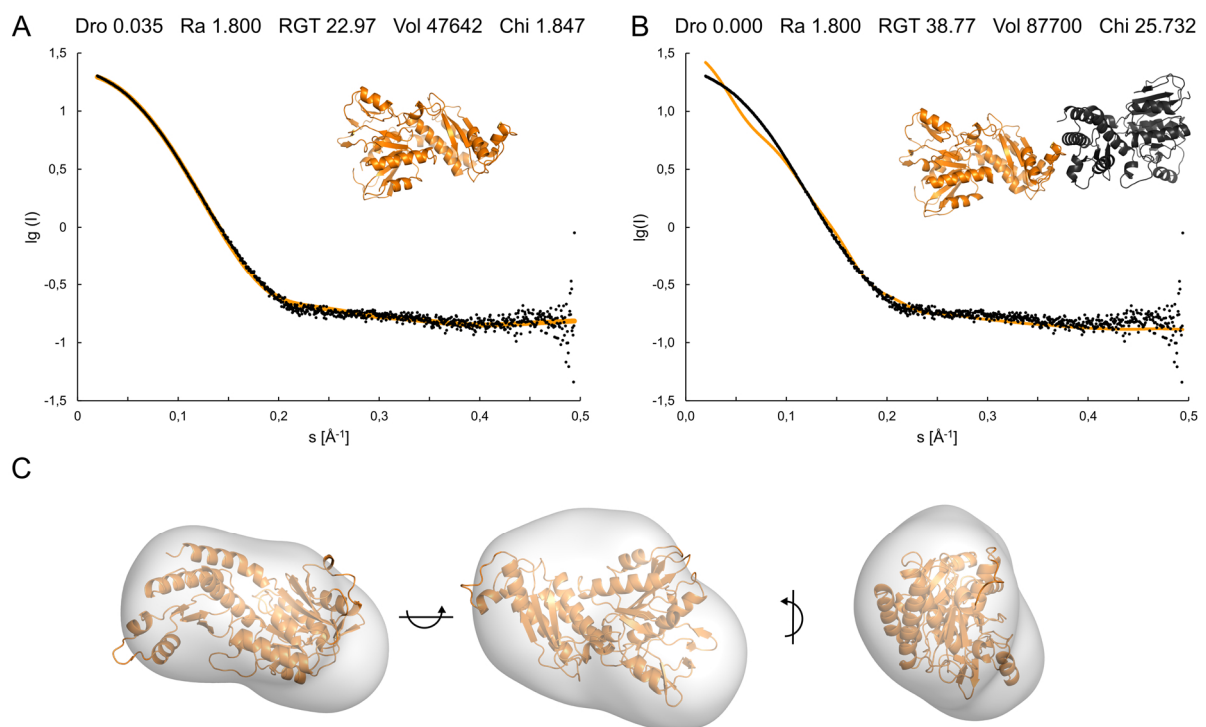 A
Dro 0.035 Ra 1.800 RGT 22.97 Vol 47642 Chi 1.847
1,5
1
0,5
0
-0,5
-1
-1,5
lg (I)
0 0,1 0,2 0,3 0,4 0,5
s [Å-1]
B
Dro 0.000 Ra 1.800 RGT 38.77 Vol 87700 Chi 25.732
1,5
1,0
0,5
0
-0,5
-1,0
-1,5
lg(I)
0,0 0,1 0,2 0,3 0,4 0,5
s [Å-1]
C